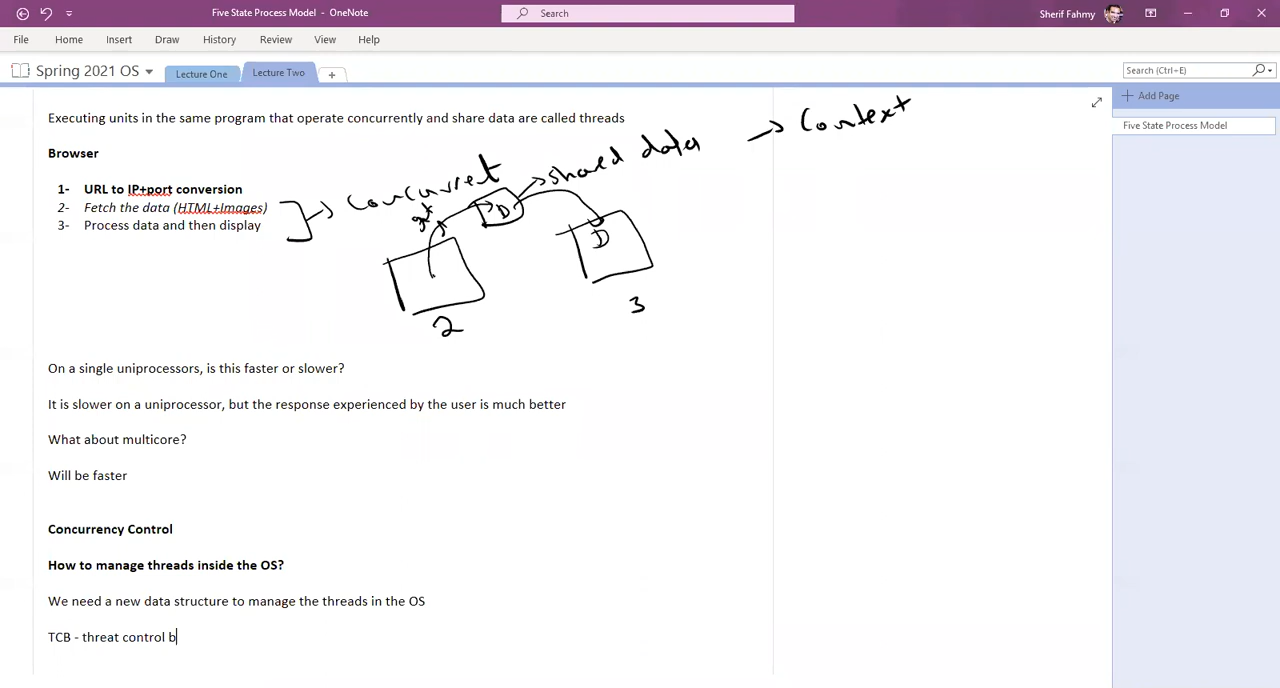 Five State Process Model - OneNote
Search
Sherif Fahmy
File Home Insert Draw History Review View Help
Spring 2021 OS
Lecture One
Lecture Two
Search (Ctrl+E)
Add Page
Five State Process Model
Executing units in the same program that operate concurrently and share data are called threads
→ Context
Browser
shared data
1- URL to IP+port conversion
concurret
2- Fetch the data (HTML+Images)
3- Process data and then display
D
D
2
3
On a single uniprocessors, is this faster or slower?
It is slower on a uniprocessor, but the response experienced by the user is much better
What about multicore?
Will be faster
Concurrency Control
How to manage threads inside the OS?
We need a new data structure to manage the threads in the OS
TCB - threat control b